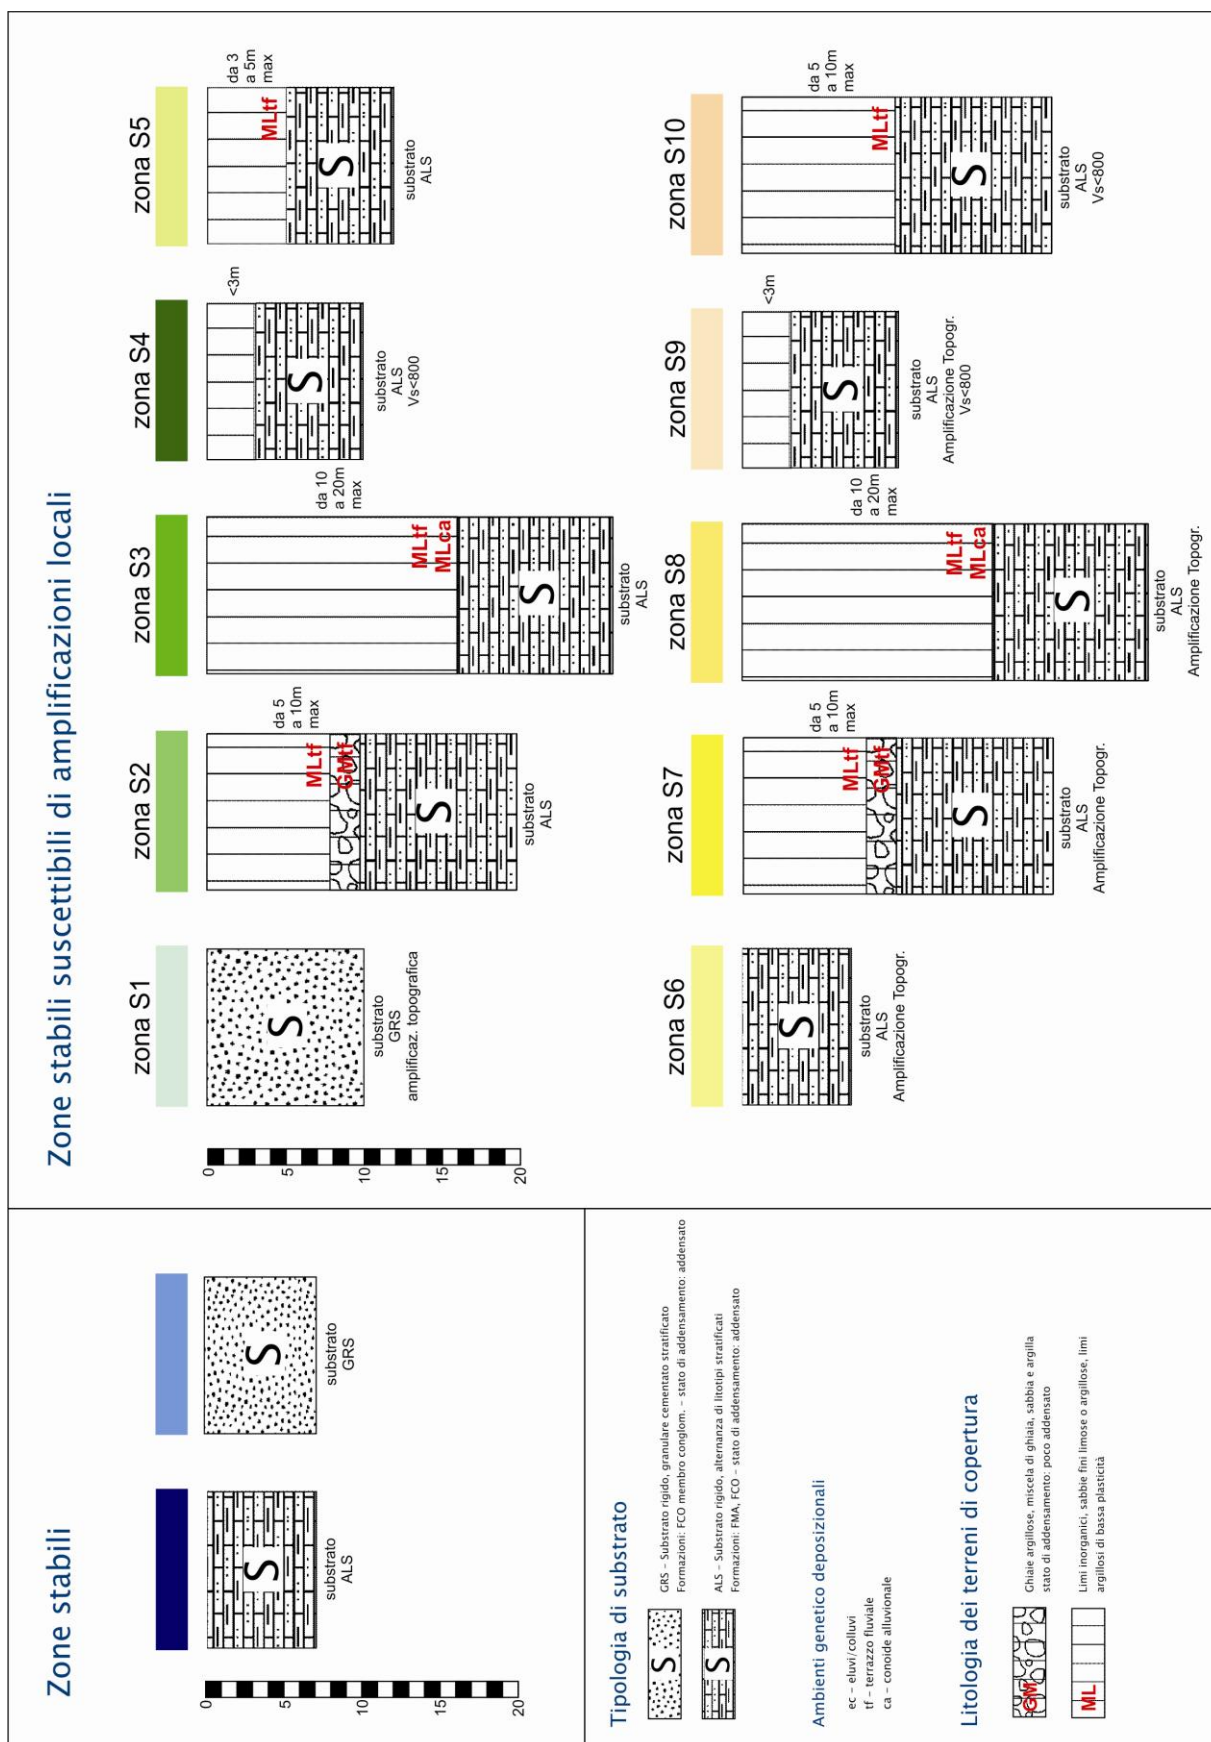 Zone stabili
0
5
10
15
20
S
substrato
ALS
S
substrato
GRS
Zone stabili suscettibili di amplificazioni locali
0
5
10
15
20
zona S1
S
substrato
GRS
amplificaz. topografica
zona S2
da 5
a 10m
max
MLtf
GMtf
S
substrato
ALS
zona S3
da 10
a 20m
max
MLtf
MLca
S
substrato
ALS
zona S4
<3m
S
substrato
ALS
Vs<800
zona S5
da 3
a 5m
max
MLtf
S
substrato
ALS
zona S6
S
substrato
ALS
Amplificazione Topogr.
zona S7
da 5
a 10m
max
MLtf
GMtf
S
substrato
ALS
Amplificazione Topogr.
zona S8
da 10
a 20m
max
MLtf
MLca
S
substrato
ALS
Amplificazione Topogr.
zona S9
<3m
S
substrato
ALS
Amplificazione Topogr.
Vs<800
zona S10
da 5
a 10m
max
MLtf
S
substrato
ALS
Vs<800
Tipologia di substrato
S
GRS – Substrato rigido, granulare cementato stratificato
Formazioni: FCO membro conglom. – stato di addensamento: addensato
S
ALS – Substrato rigido, alternanza di litotipi stratificati
Formazioni: FMA, FCO – stato di addensamento: addensato
Ambienti genetico deposizionali
ec – eluvi/colluvi
tf – terrazzo fluviale
ca – conoide alluvionale
Litologia dei terreni di copertura
GM
Ghiaie argillose, miscela di ghiaia, sabbia e argilla
stato di addensamento: poco addensato
ML
Limi inorganici, sabbie fini limose o argillose, limi
argillosi di bassa plasticità